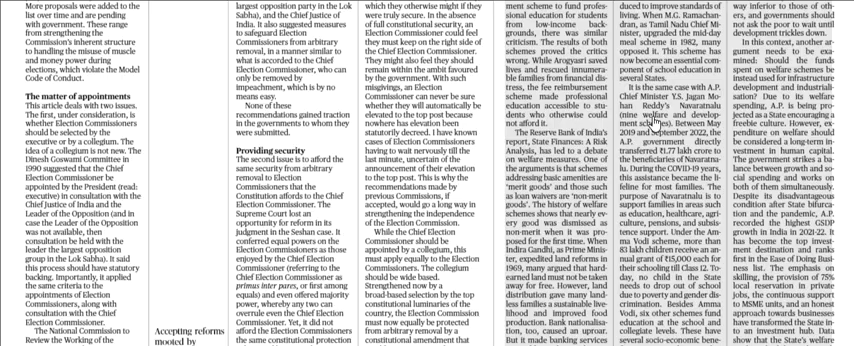 More proposals were added to the
list over time and are pending
with government. These range
from strengthening the
Commission's inherent structure
to handling the misuse of muscle
and money power during
elections, which violate the Model
Code of Conduct.
The matter of appointments
This article deals with two issues.
The first, under consideration, is
whether Election Commissioners
should be selected by the
executive or by a collegium. The
idea of a collegium is not new. The
Dinesh Goswami Committee in
1990 suggested that the Chief
Election Commissioner be
appointed by the President (read:
executive) in consultation with the
Chief Justice of India and the
Leader of the Opposition (and in
case the Leader of the Opposition
was not available, then
consultation be held with the
leader the largest opposition
group in the Lok Sabha). It said
this process should have statutory
backing. Importantly, it applied
the same criteria to the
appointments of Election
Commissioners, along with
consultation with the Chief
Election Commissioner.
The National Commission to
Review the Working of the
Accepting reforms
mooted by
largest opposition party in the Lok
Sabha), and the Chief Justice of
India. It also suggested measures
to safeguard Election
Commissioners from arbitrary
removal, in a manner similar to
what is accorded to the Chief
Election Commissioner, who can
only be removed by
impeachment, which is by no
means easy.
None of these
recommendations gained traction
in the governments to whom they
were submitted.
Providing security
The second issue is to afford the
same security from arbitrary
removal to Election
Commissioners that the
Constitution affords to the Chief
Election Commissioner. The
Supreme Court lost an
opportunity for reform in its
judgment in the Seshan case. It
conferred equal powers on the
Election Commissioners as those
enjoyed by the Chief Election
Commissioner (referring to the
Chief Election Commissioner as
primus inter pares, or first among
equals) and even offered majority
power, whereby any two can
overrule even the Chief Election
Commissioner. Yet, it did not
afford the Election Commissioners
the same constitutional protection
which they otherwise might if they
were truly secure. In the absence
of full constitutional security, an
Election Commissioner could feel
they must keep on the right side of
the Chief Election Commissioner.
They might also feel they should
remain within the ambit favoured
by the government. With such
misgivings, an Election
Commissioner can never be sure
whether they will automatically be
elevated to the top post because
nowhere has elevation been
statutorily decreed. I have known
cases of Election Commissioners
having to wait nervously till the
last minute, uncertain of the
announcement of their elevation
to the top post. This is why the
recommendations made by
previous Commissions, if
accepted, would go a long way in
strengthening the independence
of the Election Commission.
While the Chief Election
Commissioner should be
appointed by a collegium, this
must apply equally to the Election
Commissioners. The collegium
should be wide based.
Strengthened now by a
broad-based selection by the top
constitutional luminaries of the
country, the Election Commission
must now equally be protected
from arbitrary removal by a
constitutional amendment that
ment scheme to fund profes-
sional education for students
from low-income back-
grounds, there was similar
criticism. The results of both
schemes proved the critics
wrong. While Arogyasri saved
lives and rescued innumera-
ble families from financial dis-
tress, the fee reimbursement
scheme made professional
education accessible to stu-
dents who otherwise could
not afford it.
The Reserve Bank of India's
report, State Finances: A Risk
Analysis, has led to a debate
on welfare measures. One of
the arguments is that schemes
addressing basic amenities are
'merit goods' and those such
as loan waivers are 'non-merit
goods'. The history of welfare
schemes shows that nearly ev-
ery good was dismissed as
non-merit when it was pro-
posed for the first time. When
Indira Gandhi, as Prime Minis-
ter, expedited land reforms in
1969, many argued that hard-
earned land must not be taken
away for free. However, land
distribution gave many land-
less families a sustainable live-
lihood and improved food
production. Bank nationalisa-
tion, too, caused an uproar.
But it made banking services
duced to improve standards of
living. When M.G. Ramachan-
dran, as Tamil Nadu Chief Mi-
nister, upgraded the mid-day
meal scheme in 1982, many
opposed it. This scheme has
now become an essential com-
ponent of school education in
several States.
It is the same case with A.P.
Chief Minister Y.S. Jagan Mo-
han Reddy's Navaratnalu
(nine welfare and develop-
ment schemes). Between May
2019 and September 2022, the
A.P. government directly
transferred ₹1.77 lakh crore to
the beneficiaries of Navaratna-
lu. During the COVID-19 years,
this assistance became the li-
feline for most families. The
purpose of Navaratnalu is to
support families in areas such
as education, healthcare, agri-
culture, pensions, and subsis-
tence support. Under the Am-
ma Vodi scheme, more than
83 lakh children receive an an-
nual grant of ₹15,000 each for
their schooling till Class 12. To-
day, no child in the State
needs to drop out of school
due to poverty and gender dis-
crimination. Besides Amma
Vodi, six other schemes fund
education at the school and
collegiate levels. These have
several socio-economic bene-
way inferior to those of oth-
ers, and governments should
not ask the poor to wait until
development trickles down.
In this context, another ar-
gument needs to be exa-
mined: Should the funds
spent on welfare schemes be
instead used for infrastructure
development and industriali-
sation? Due to its welfare
spending, A.P. is being pro-
jected as a State encouraging a
freebie culture. However, ex-
penditure on welfare should
be considered a long-term in-
vestment in human capital.
The government strikes a ba-
lance between growth and so-
cial spending and works on
both of them simultaneously.
Despite its disadvantageous
condition after State bifurca-
tion and the pandemic, A.P.
recorded the highest GSDP
growth in India in 2021-22. It
has become the top invest-
ment destination and ranks
first in the Ease of Doing Busi-
ness list. The emphasis on
skilling, the provision of 75%
local reservation in private
jobs, the continuous support
to MSME units, and an honest
approach towards businesses
have transformed the State in-
to an investment hub. Data
show that the State's welfare